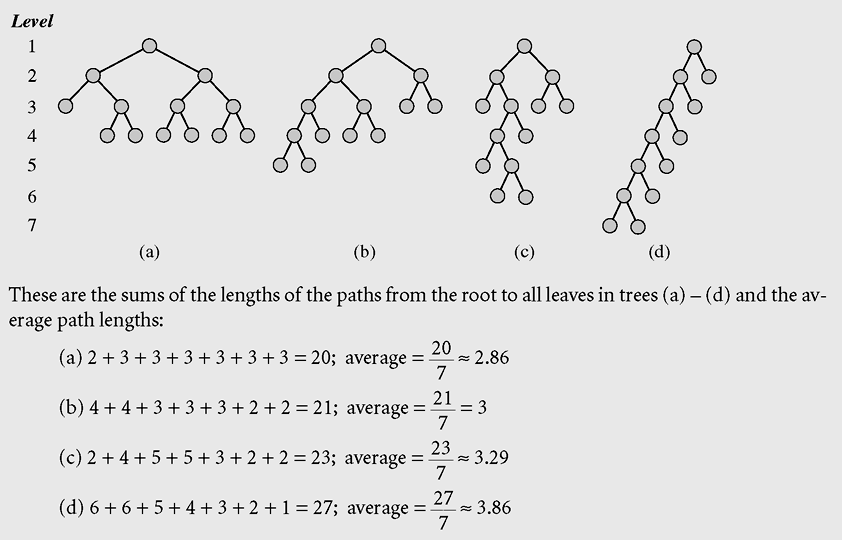 Level
1
2
3
4
5
6
7
(a) (b) (c) (d)
These are the sums of the lengths of the paths from the root to all leaves in trees (a) – (d) and the av-
erage path lengths:
(a) 2 + 3 + 3 + 3 + 3 + 3 + 3 = 20; average = 20/7 ≈ 2.86
(b) 4 + 4 + 3 + 3 + 3 + 2 + 2 = 21; average = 21/7 = 3
(c) 2 + 4 + 5 + 5 + 3 + 2 + 2 = 23; average = 23/7 ≈ 3.29
(d) 6 + 6 + 5 + 4 + 3 + 2 + 1 = 27; average = 27/7 ≈ 3.86